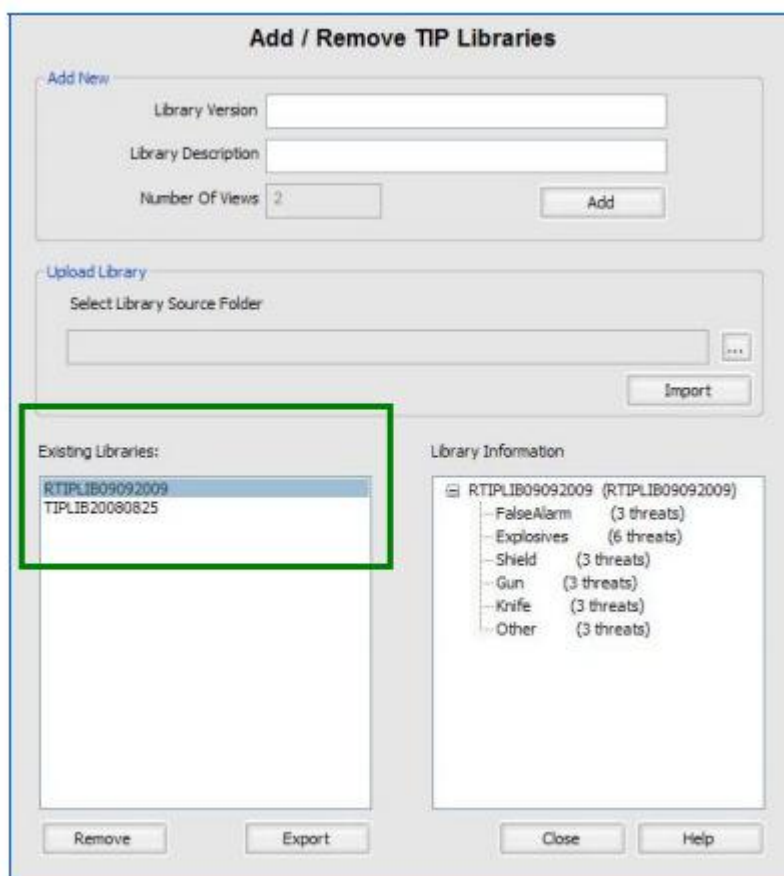 Add / Remove TIP Libraries
Add New
Library Version
Library Description
Number Of Views 2
Add
Upload Library
Select Library Source Folder
...
Import
Existing Libraries:
RTIPLIB09092009
TIPLIB20080825
Library Information
RTIPLIB09092009 (RTIPLIB09092009)
FalseAlarm (3 threats)
Explosives (6 threats)
Shield (3 threats)
Gun (3 threats)
Knife (3 threats)
Other (3 threats)
Remove
Export
Close
Help